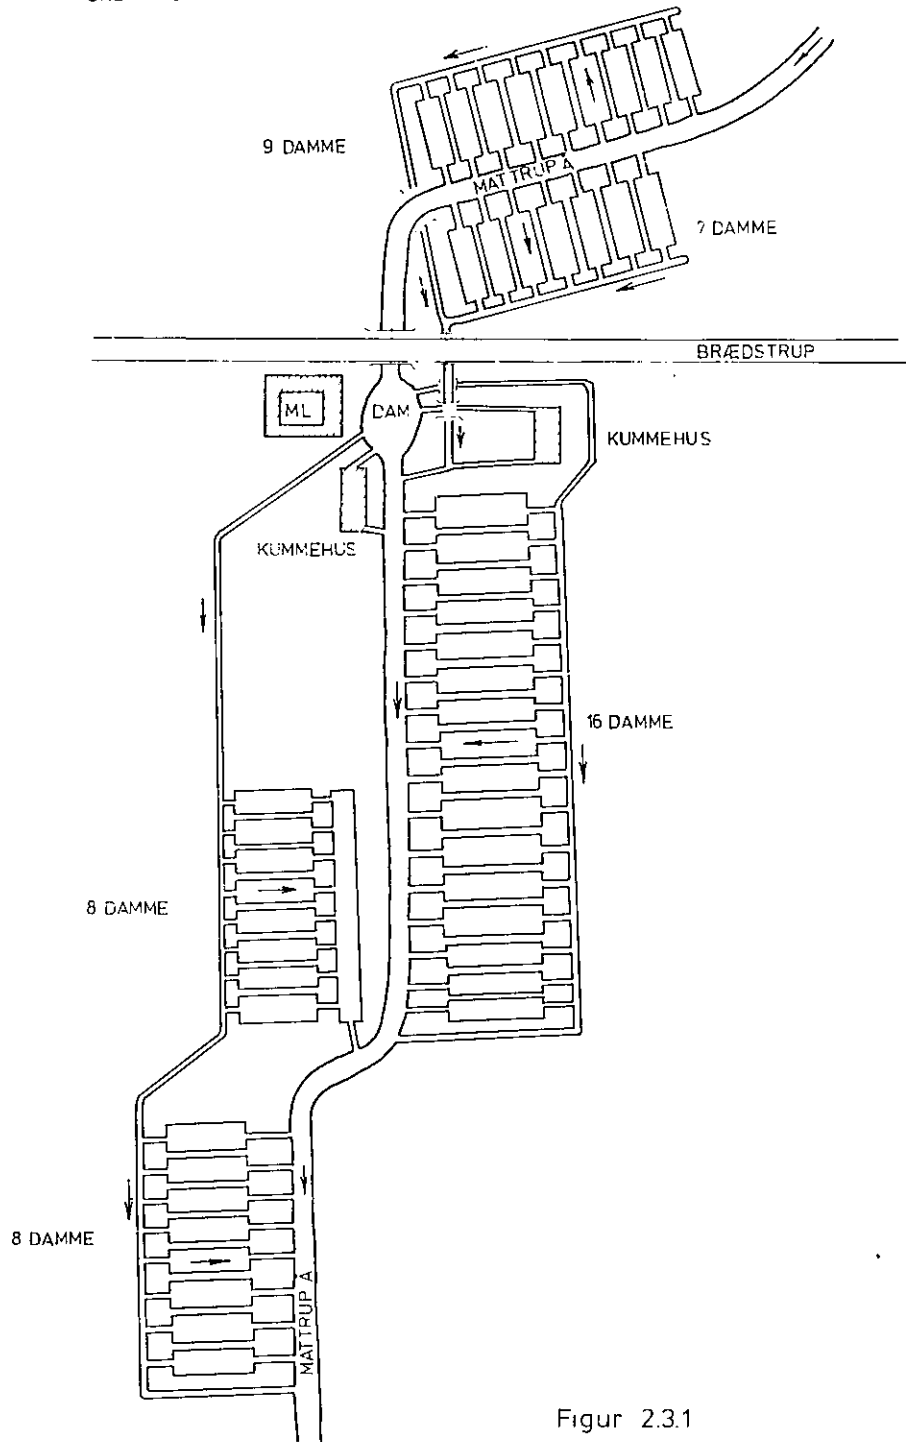 9 DAMME
MATTRUP Å
7 DAMME
BRÆDSTRUP
ML
DAM
KUMMEHUS
KUMMEHUS
16 DAMME
8 DAMME
8 DAMME
MATTRUP Å
Figur 2.3.1